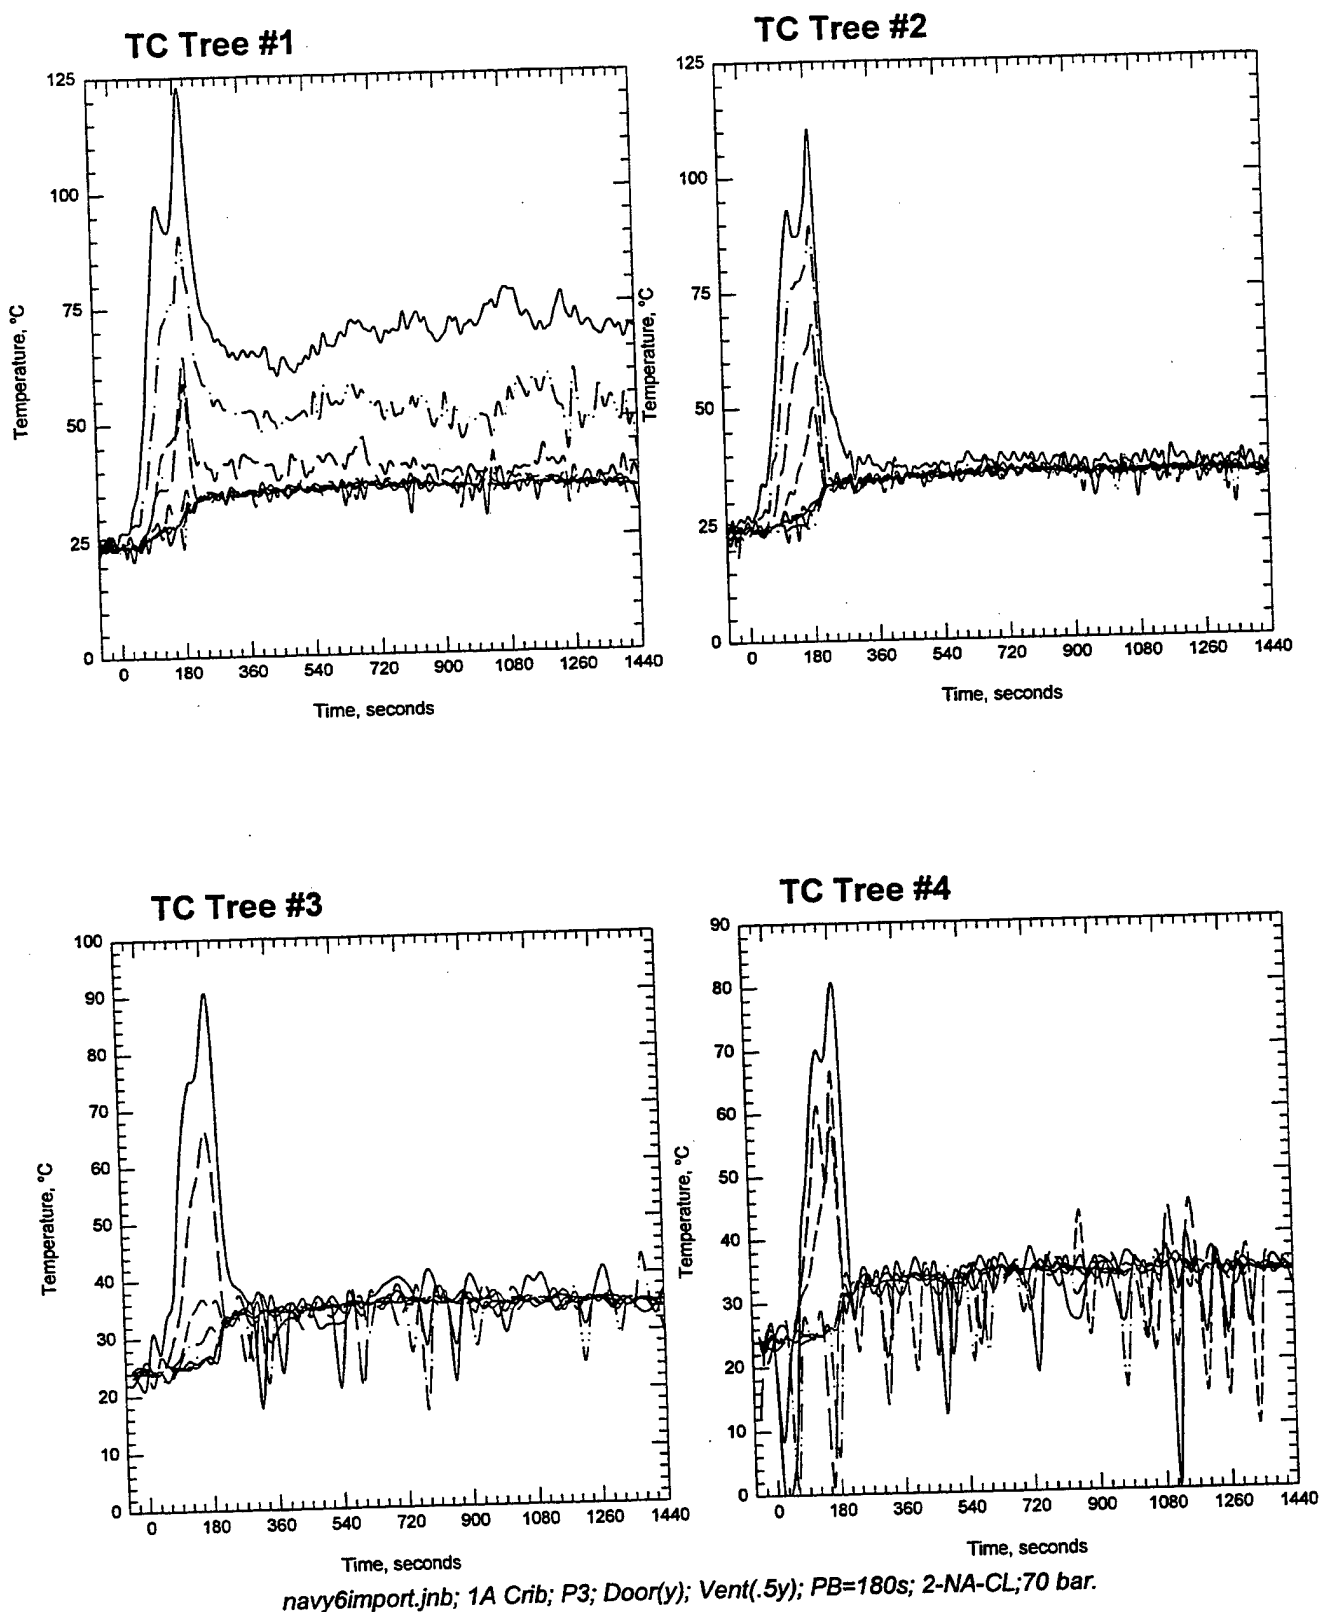 TC Tree #1
125
100
75
50
25
0
Temperature, °C
0 180 360 540 720 900 1080 1260 1440
Time, seconds
TC Tree #2
125
100
75
50
25
0
Temperature, °C
0 180 360 540 720 900 1080 1260 1440
Time, seconds
TC Tree #3
100
90
80
70
60
50
40
30
20
10
0
Temperature, °C
0 180 360 540 720 900 1080 1260 1440
Time, seconds
TC Tree #4
90
80
70
60
50
40
30
20
10
0
Temperature, °C
0 180 360 540 720 900 1080 1260 1440
Time, seconds
navy6import.jnb; 1A Crib; P3; Door(y); Vent(.5y); PB=180s; 2-NA-CL;70 bar.